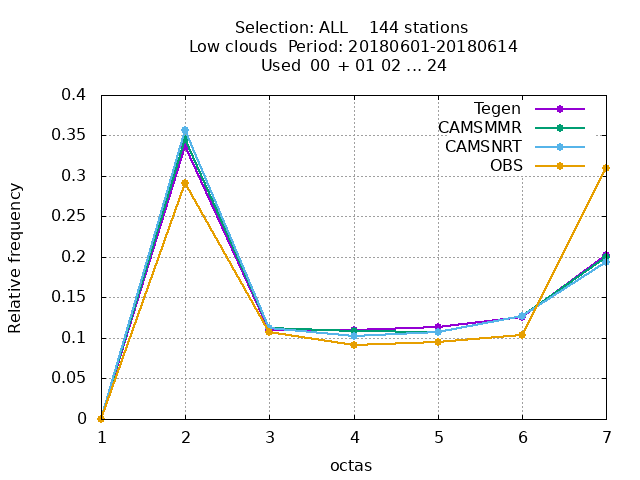 Selection: ALL    144 stations
Low clouds  Period: 20180601-20180614
Used  00 + 01 02 ... 24
Relative frequency
0.4
0.35
0.3
0.25
0.2
0.15
0.1
0.05
0
Tegen
CAMSMMR
CAMSNRT
OBS
1 2 3 4 5 6 7
octas